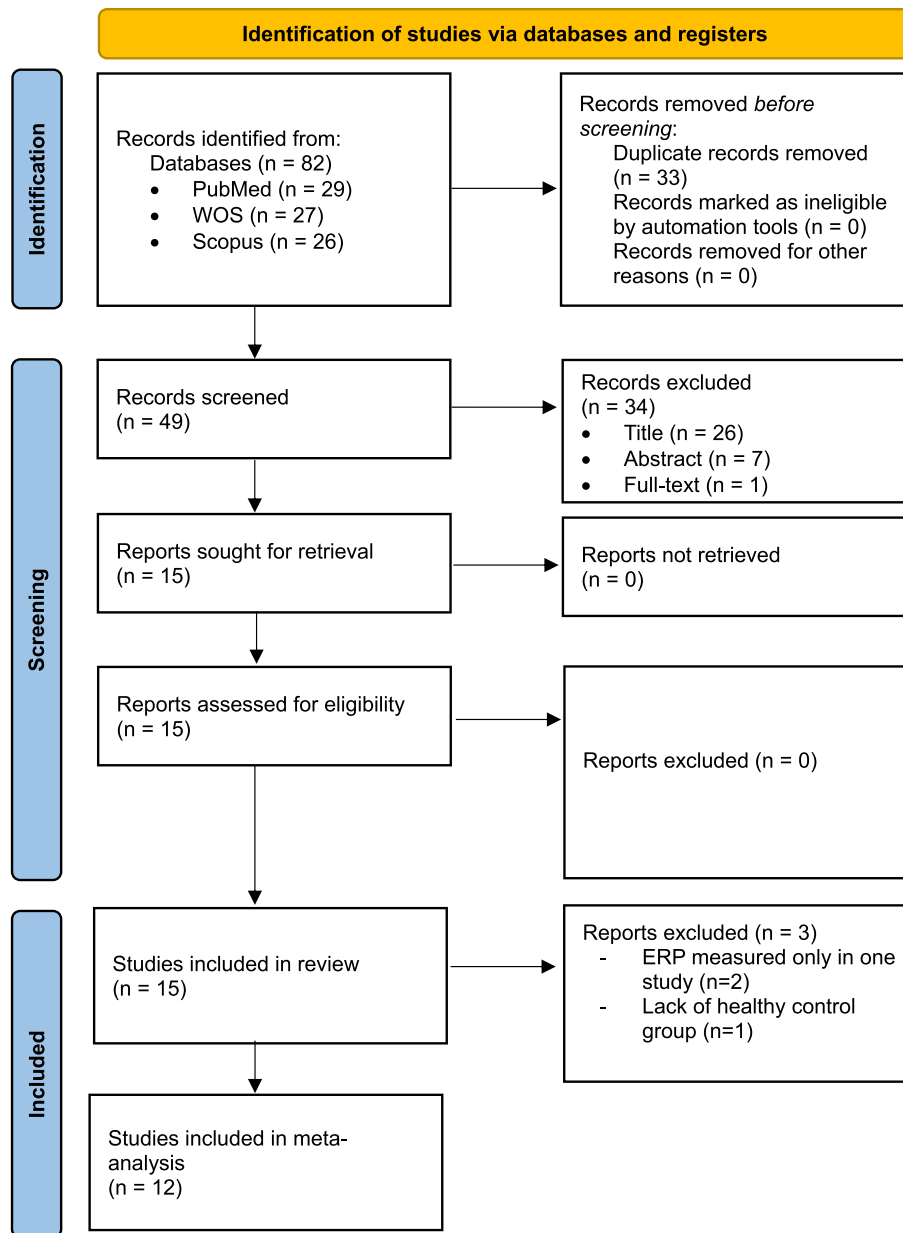 Identification of studies via databases and registers
Identification
Records identified from:
Databases (n = 82)
• PubMed (n = 29)
• WOS (n = 27)
• Scopus (n = 26)
Records removed before
screening:
Duplicate records removed
(n = 33)
Records marked as ineligible
by automation tools (n = 0)
Records removed for other
reasons (n = 0)
Screening
Records screened
(n = 49)
Records excluded
(n = 34)
• Title (n = 26)
• Abstract (n = 7)
• Full-text (n = 1)
Reports sought for retrieval
(n = 15)
Reports not retrieved
(n = 0)
Reports assessed for eligibility
(n = 15)
Reports excluded (n = 0)
Included
Studies included in review
(n = 15)
Reports excluded (n = 3)
- ERP measured only in one
study (n=2)
- Lack of healthy control
group (n=1)
Studies included in meta-
analysis
(n = 12)